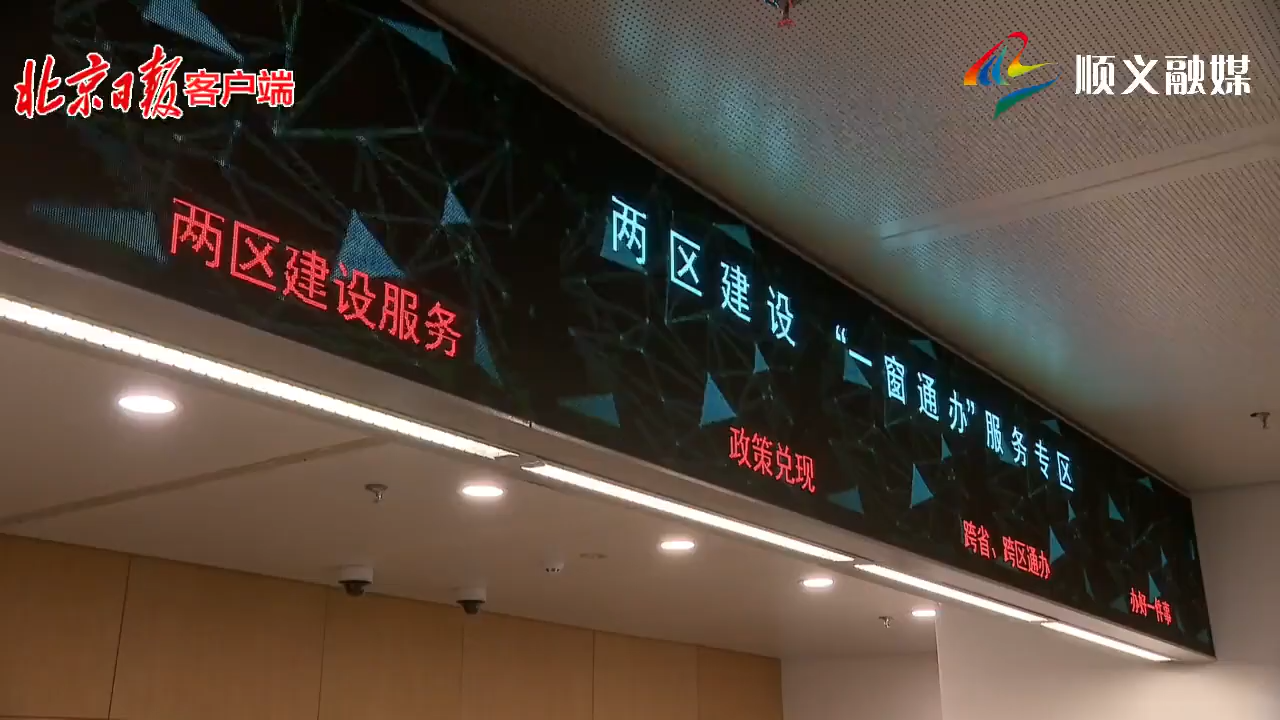 北京日报客户端
顺义融媒
两区建设“一窗通办”服务专区
两区建设服务
政策兑现
跨省、跨区通办
办好一件事